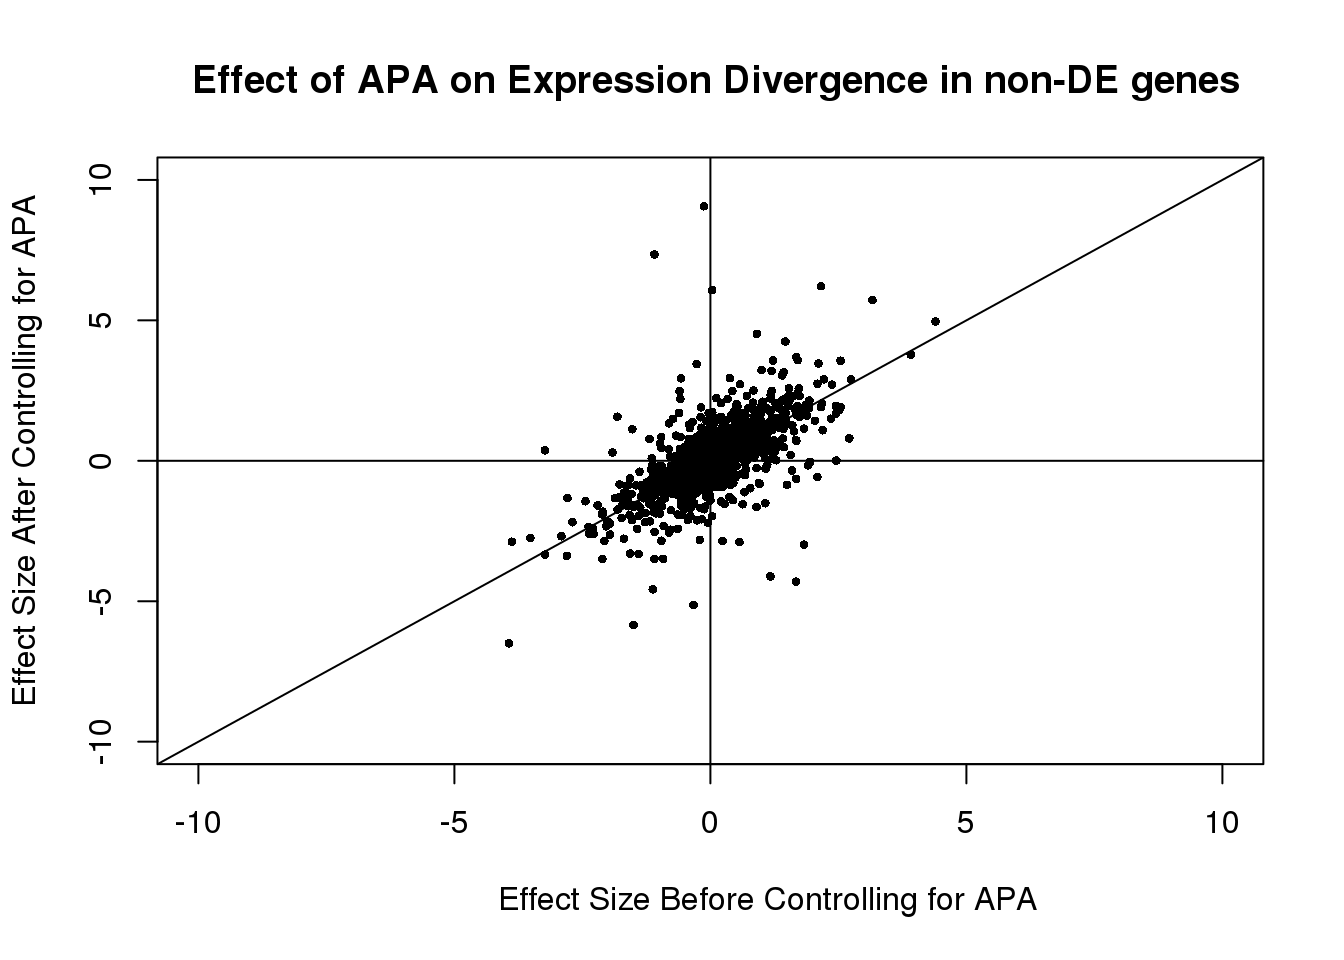 Effect of APA on Expression Divergence in non-DE genes
Effect Size After Controlling for APA
10
5
0
-5
-10
-10 -5 0 5 10
Effect Size Before Controlling for APA